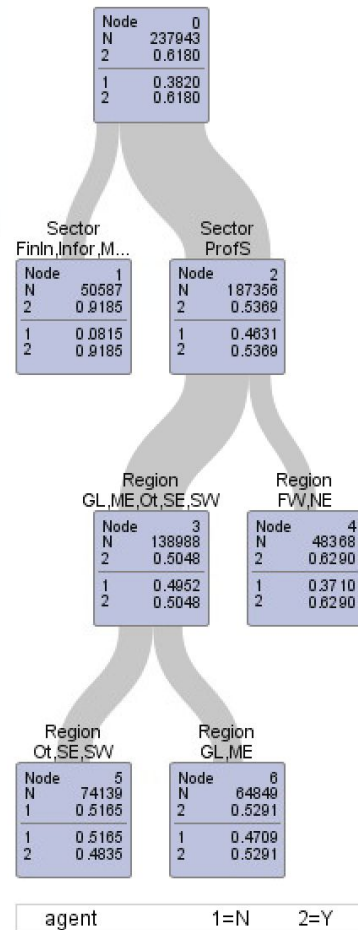 Node 0
N 237943
2 0.6180
1 0.3820
2 0.6180
Sector
FinIn,Infor,M...
Node 1
N 50587
2 0.9185
1 0.0815
2 0.9185
Sector
ProfS
Node 2
N 187356
2 0.5369
1 0.4631
2 0.5369
Region
GL,ME,Ot,SE,SW
Node 3
N 138988
2 0.5048
1 0.4952
2 0.5048
Region
FW,NE
Node 4
N 48368
2 0.6290
1 0.3710
2 0.6290
Region
Ot,SE,SW
Node 5
N 74139
1 0.5165
1 0.5165
2 0.4835
Region
GL,ME
Node 6
N 64849
2 0.5291
1 0.4709
2 0.5291
agent 1=N 2=Y